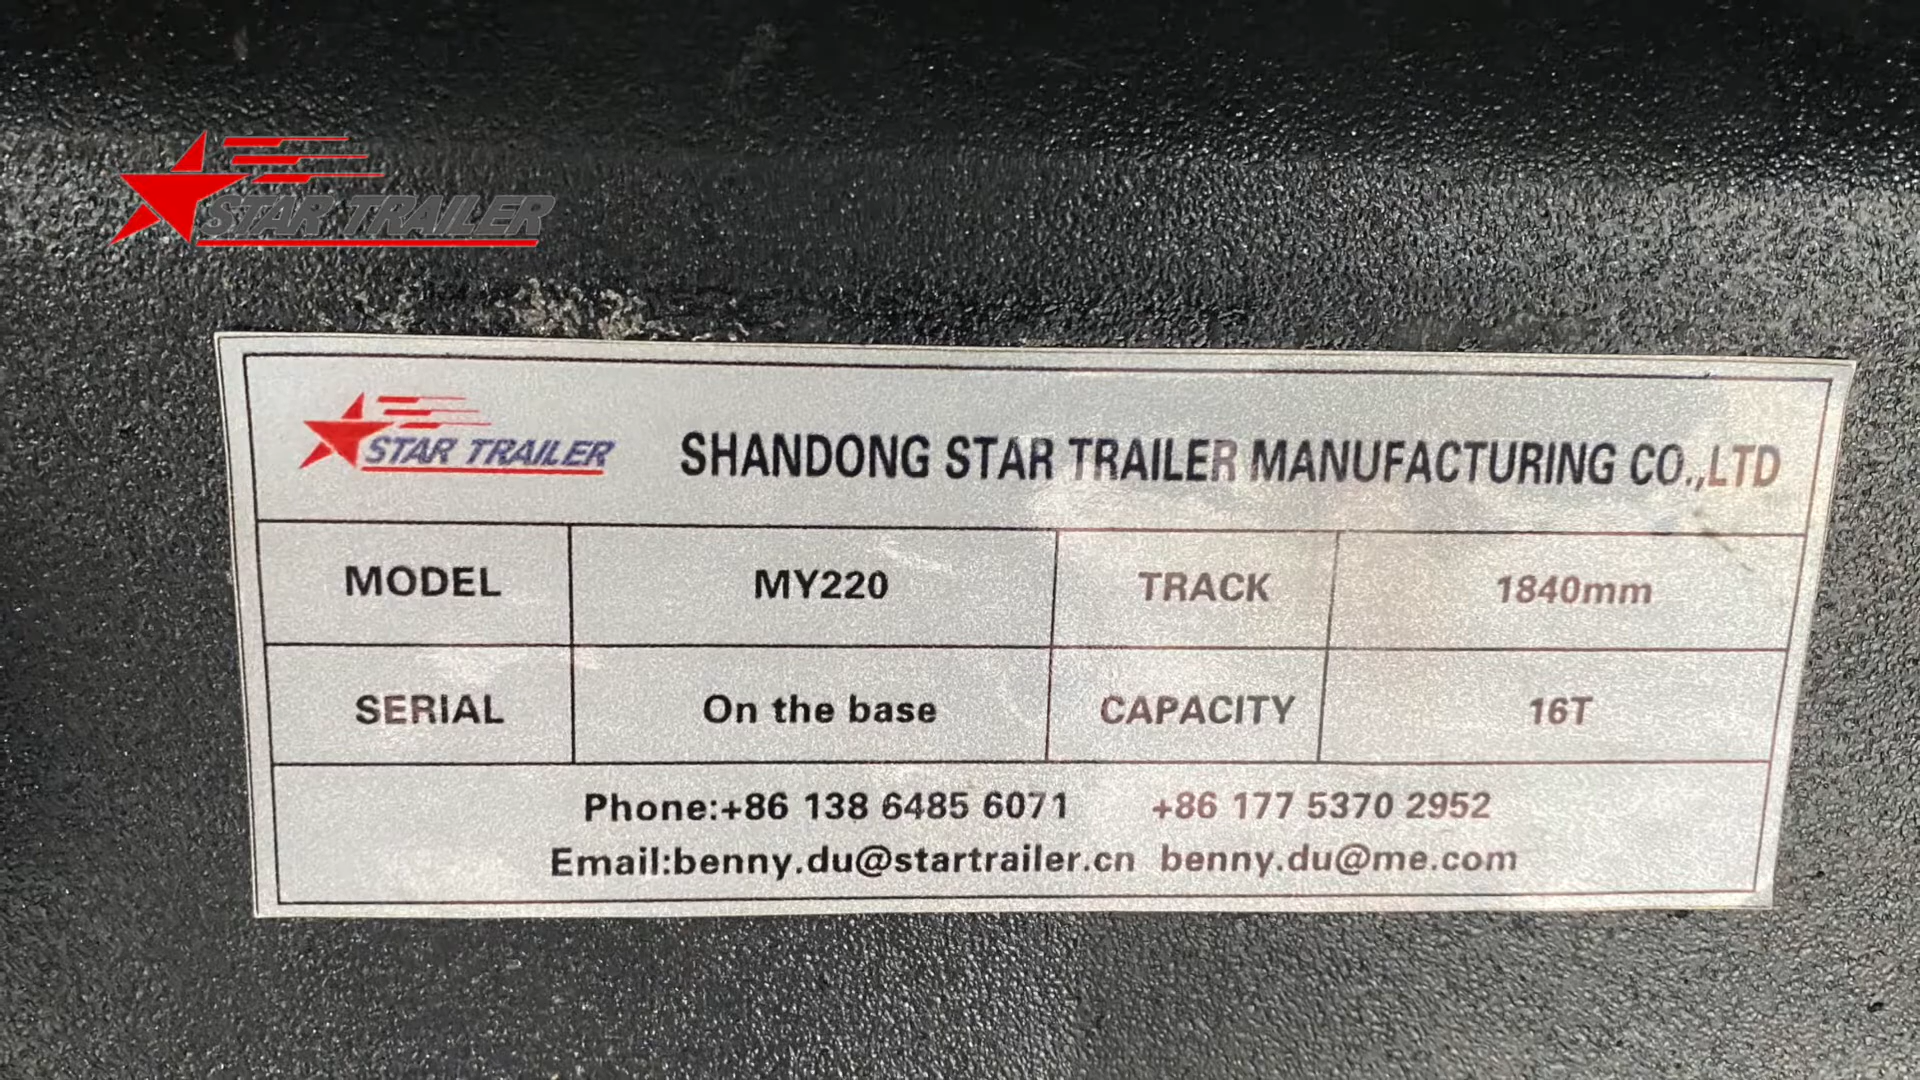 STAR TRAILER
STAR TRAILER SHANDONG STAR TRAILER MANUFACTURING CO.,LTD
MODEL MY220 TRACK 1840mm
SERIAL On the base CAPACITY 16T
Phone:+86 138 6485 6071 +86 177 5370 2952
Email:benny.du@startrailer.cn benny.du@me.com